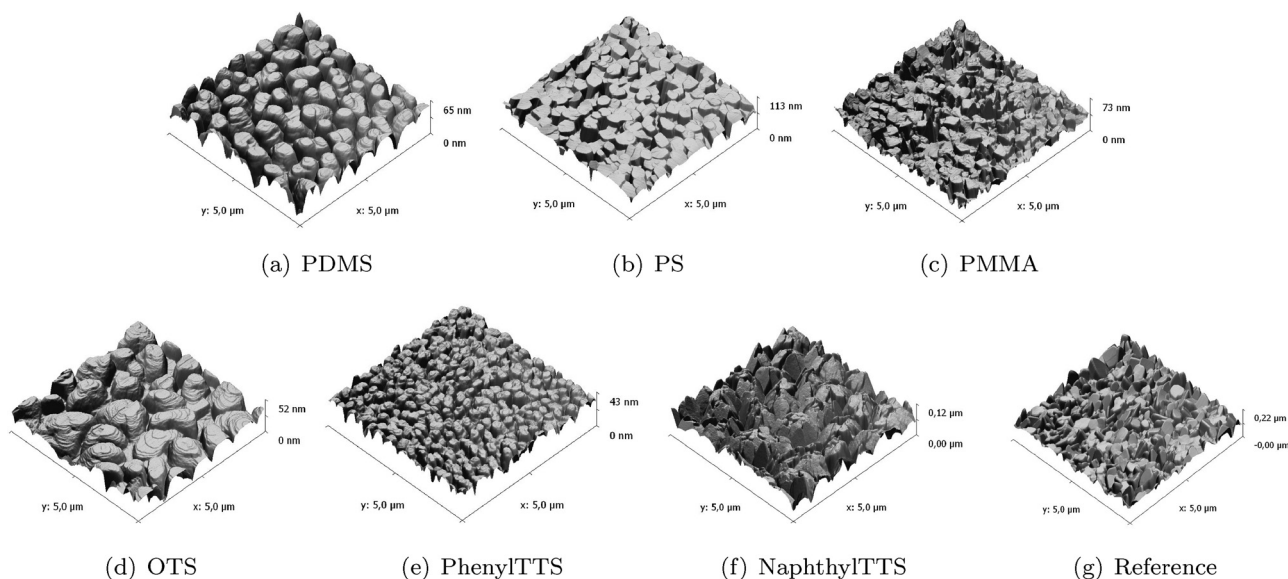 65 nm
0 nm
y: 5,0 µm
x: 5,0 µm
(a) PDMS
113 nm
0 nm
y: 5,0 µm
x: 5,0 µm
(b) PS
73 nm
0 nm
y: 5,0 µm
x: 5,0 µm
(c) PMMA
52 nm
0 nm
y: 5,0 µm
x: 5,0 µm
(d) OTS
43 nm
0 nm
y: 5,0 µm
x: 5,0 µm
(e) PhenylTTS
0,12 µm
0,00 µm
y: 5,0 µm
x: 5,0 µm
(f) NaphthylTTS
0,22 µm
-0,00 µm
y: 5,0 µm
x: 5,0 µm
(g) Reference